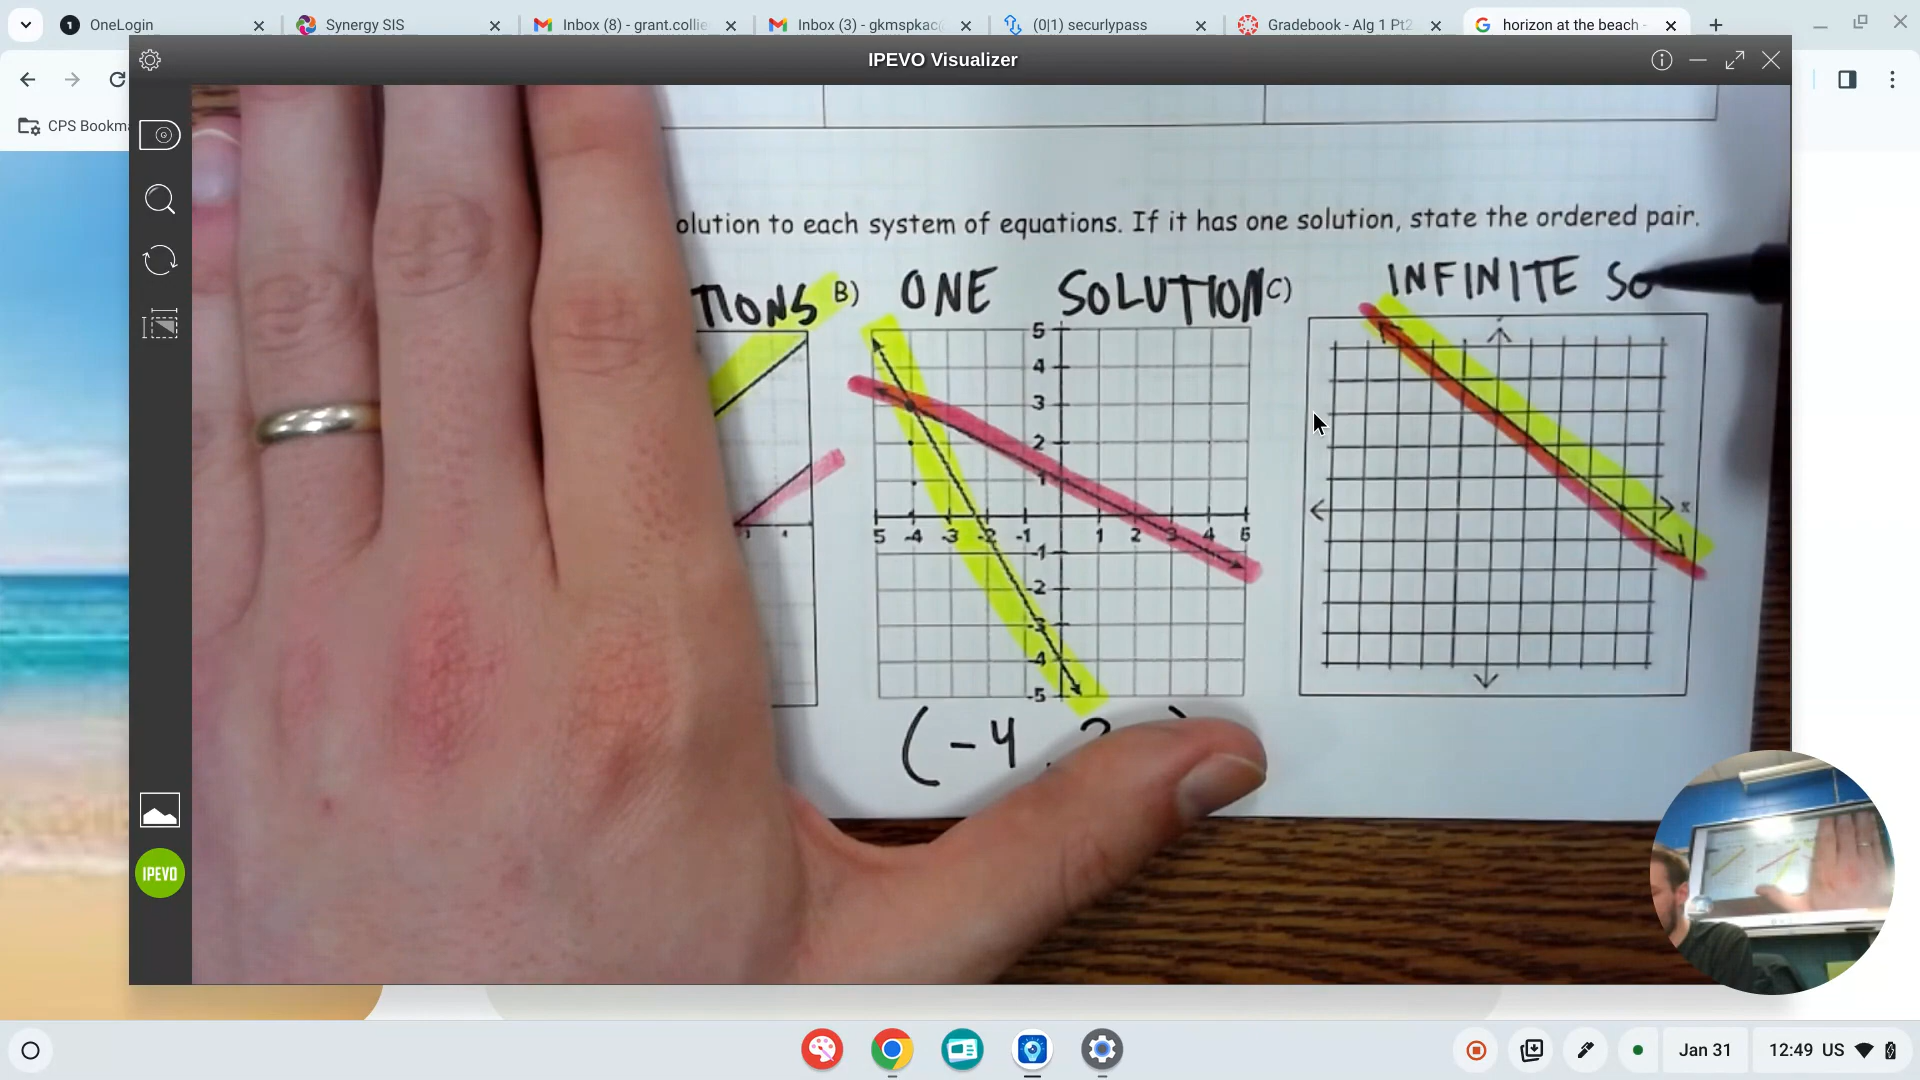 OneLogin
Synergy SIS
Inbox (8) - grant.collie
Inbox (3) - gkmspkac
(0|1) securlypass
Gradebook - Alg 1 Pt2
horizon at the beach -
IPEVO Visualizer
CPS Bookma
olution to each system of equations. If it has one solution, state the ordered pair.
TIONS B) ONE SOLUTION C) INFINITE SO
5
4
3
2
1
5 -4 -3 -2 -1 1 2 3 4 5
-1
-2
-3
-4
-5
x
(-4,
IPEVO
Jan 31
12:49 US